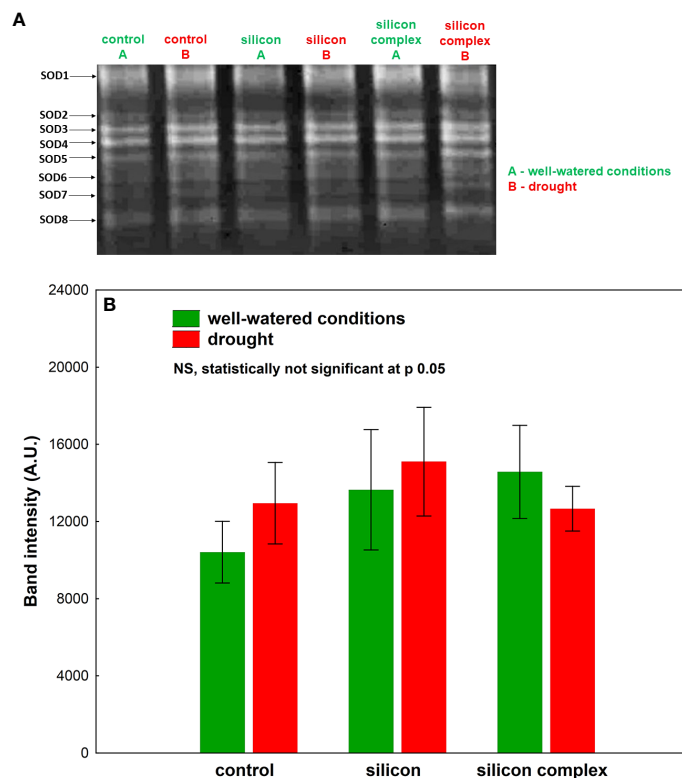 A
control
A
control
B
silicon
A
silicon
B
silicon
complex
A
silicon
complex
B
SOD1
SOD2
SOD3
SOD4
SOD5
SOD6
SOD7
SOD8
A - well-watered conditions
B - drought
B
well-watered conditions
drought
NS, statistically not significant at p 0.05
Band intensity (A.U.)
24000
20000
16000
12000
8000
4000
0
control
silicon
silicon complex